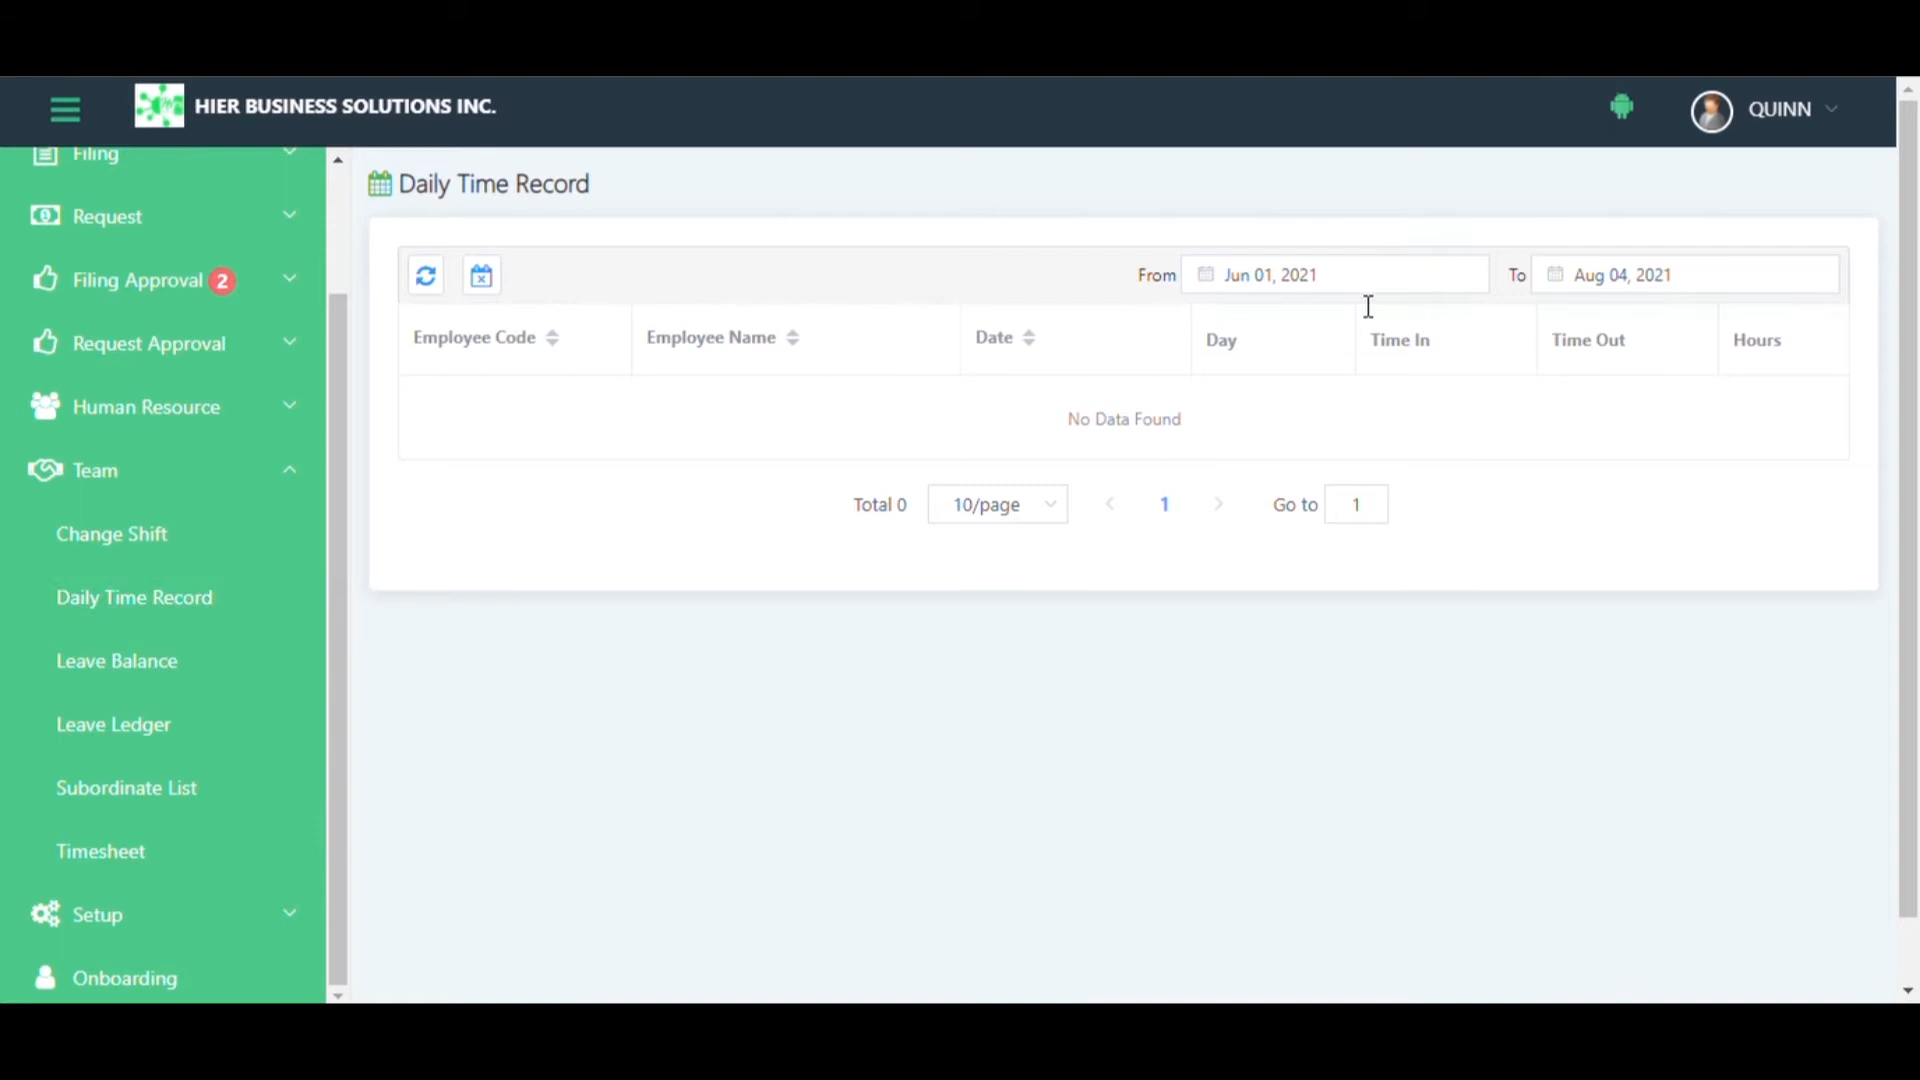 HIER BUSINESS SOLUTIONS INC.
QUINN
Filing
Request
Filing Approval 2
Request Approval
Human Resource
Team
Change Shift
Daily Time Record
Leave Balance
Leave Ledger
Subordinate List
Timesheet
Setup
Onboarding
Daily Time Record
From Jun 01, 2021 To Aug 04, 2021
Employee Code Employee Name Date Day Time In Time Out Hours
No Data Found
Total 0 10/page 1 Go to 1